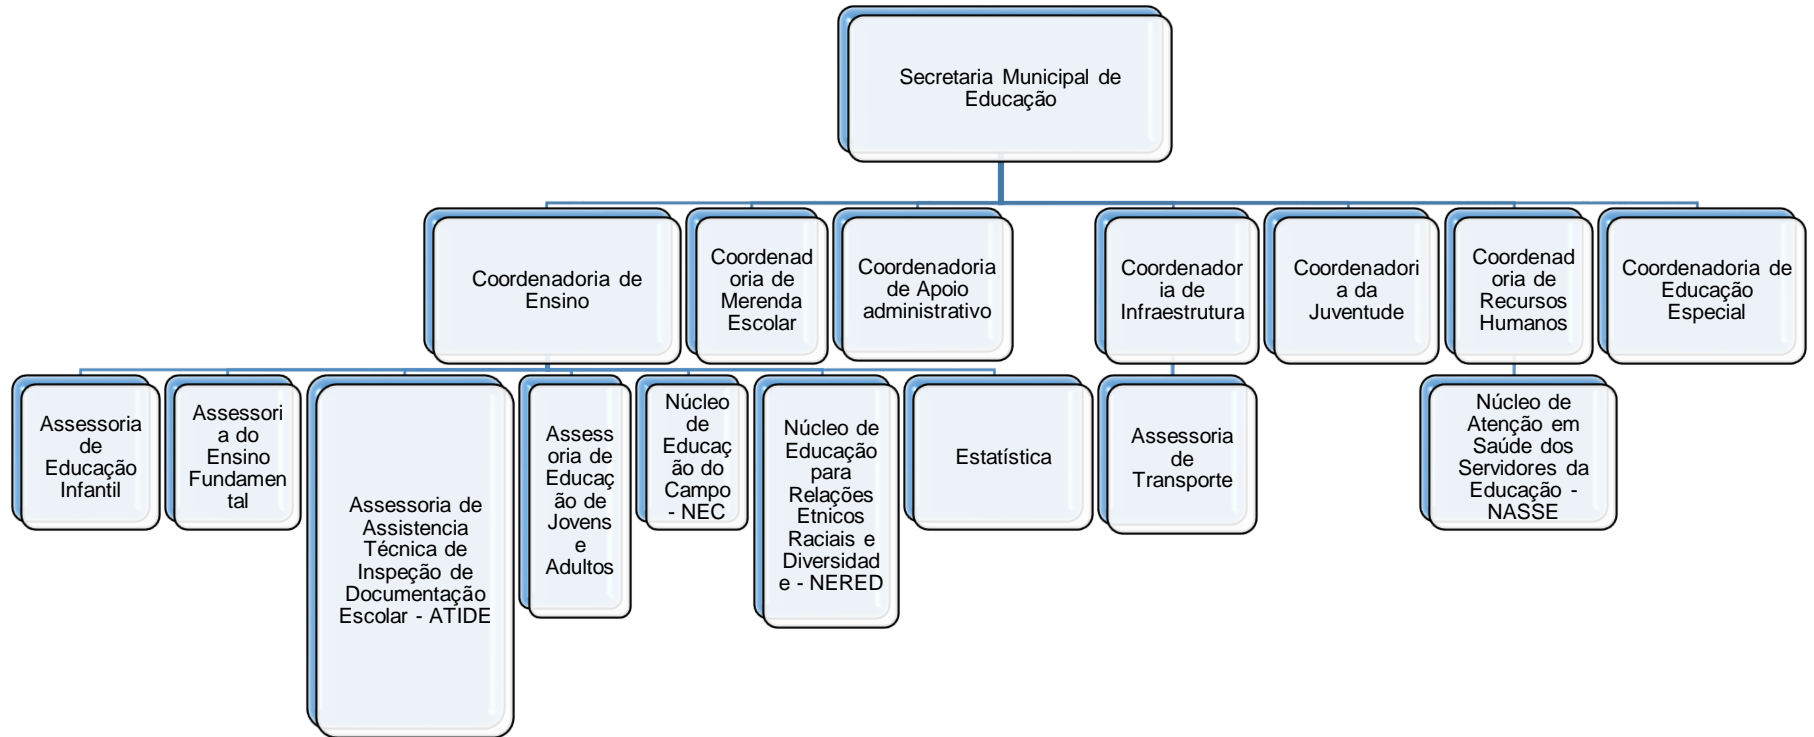 Secretaria Municipal de
Educação
Coordenadoria de
Ensino
Coordenad
oria de
Merenda
Escolar
Coordenadoria
de Apoio
administrativo
Coordenador
ia de
Infraestrutura
Coordenadori
a da
Juventude
Coordenad
oria de
Recursos
Humanos
Coordenadoria de
Educação
Especial
Assessoria
de
Educação
Infantil
Assessori
a do
Ensino
Fundamen
tal
Assessoria de
Assistencia
Técnica de
Inspeção de
Documentação
Escolar - ATIDE
Assess
oria de
Educaç
ão de
Jovens
e
Adultos
Núcleo
de
Educaç
ão do
Campo
- NEC
Núcleo de
Educação
para
Relações
Etnicos
Raciais e
Diversidad
e - NERED
Estatística
Assessoria
de
Transporte
Núcleo de
Atenção em
Saúde dos
Servidores da
Educação -
NASSE